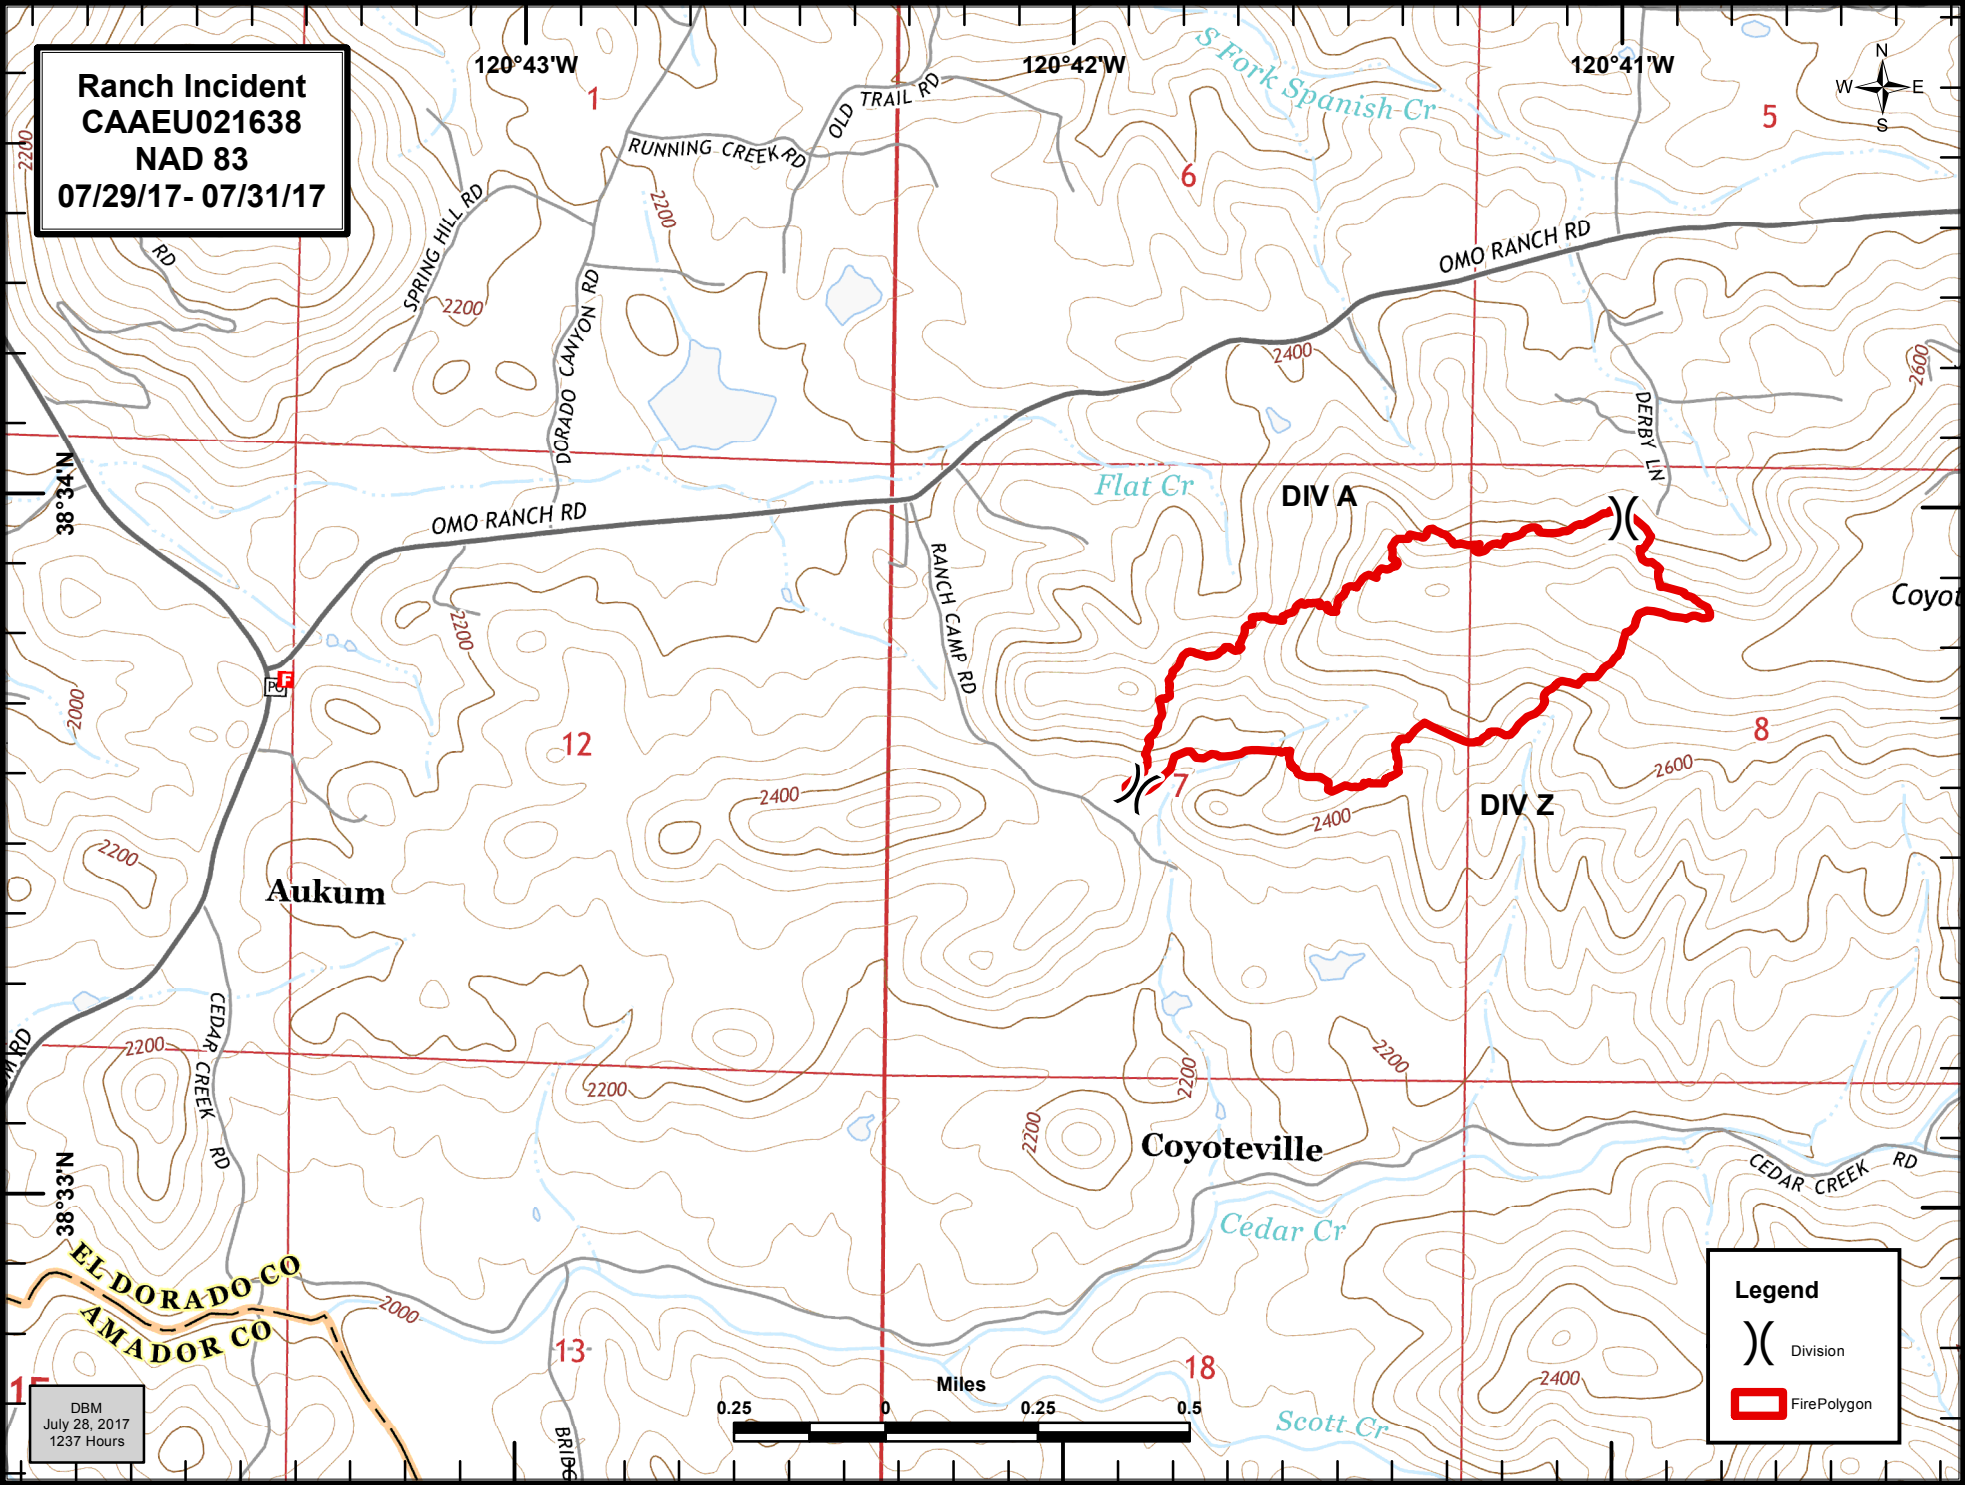 Ranch Incident
CAAEU021638
NAD 83
07/29/17- 07/31/17
120°43'W
120°42'W
120°41'W
N
W
E
S
S Fork Spanish Cr
1
6
5
OLD TRAIL RD
RUNNING CREEK RD
2200
2200
SPRING HILL RD
RD
OMO RANCH RD
2200
DORADO CANYON RD
2400
2600
DERBY LN
38°34'N
Flat Cr
DIV A
OMO RANCH RD
RANCH CAMP RD
Coyot
2200
PO
F
2000
12
7
8
2600
2400
2400
DIV Z
2200
Aukum
CEDAR CREEK RD
M RD
2200
2200
2200
2200
2200
Coyoteville
CEDAR CREEK RD
38°33'N
Cedar Cr
EL DORADO CO
AMADOR CO
2000
13
18
2400
15
BRIDG
Scott Cr
Miles
0.25
0
0.25
0.5
DBM
July 28, 2017
1237 Hours
Legend
Division
FirePolygon